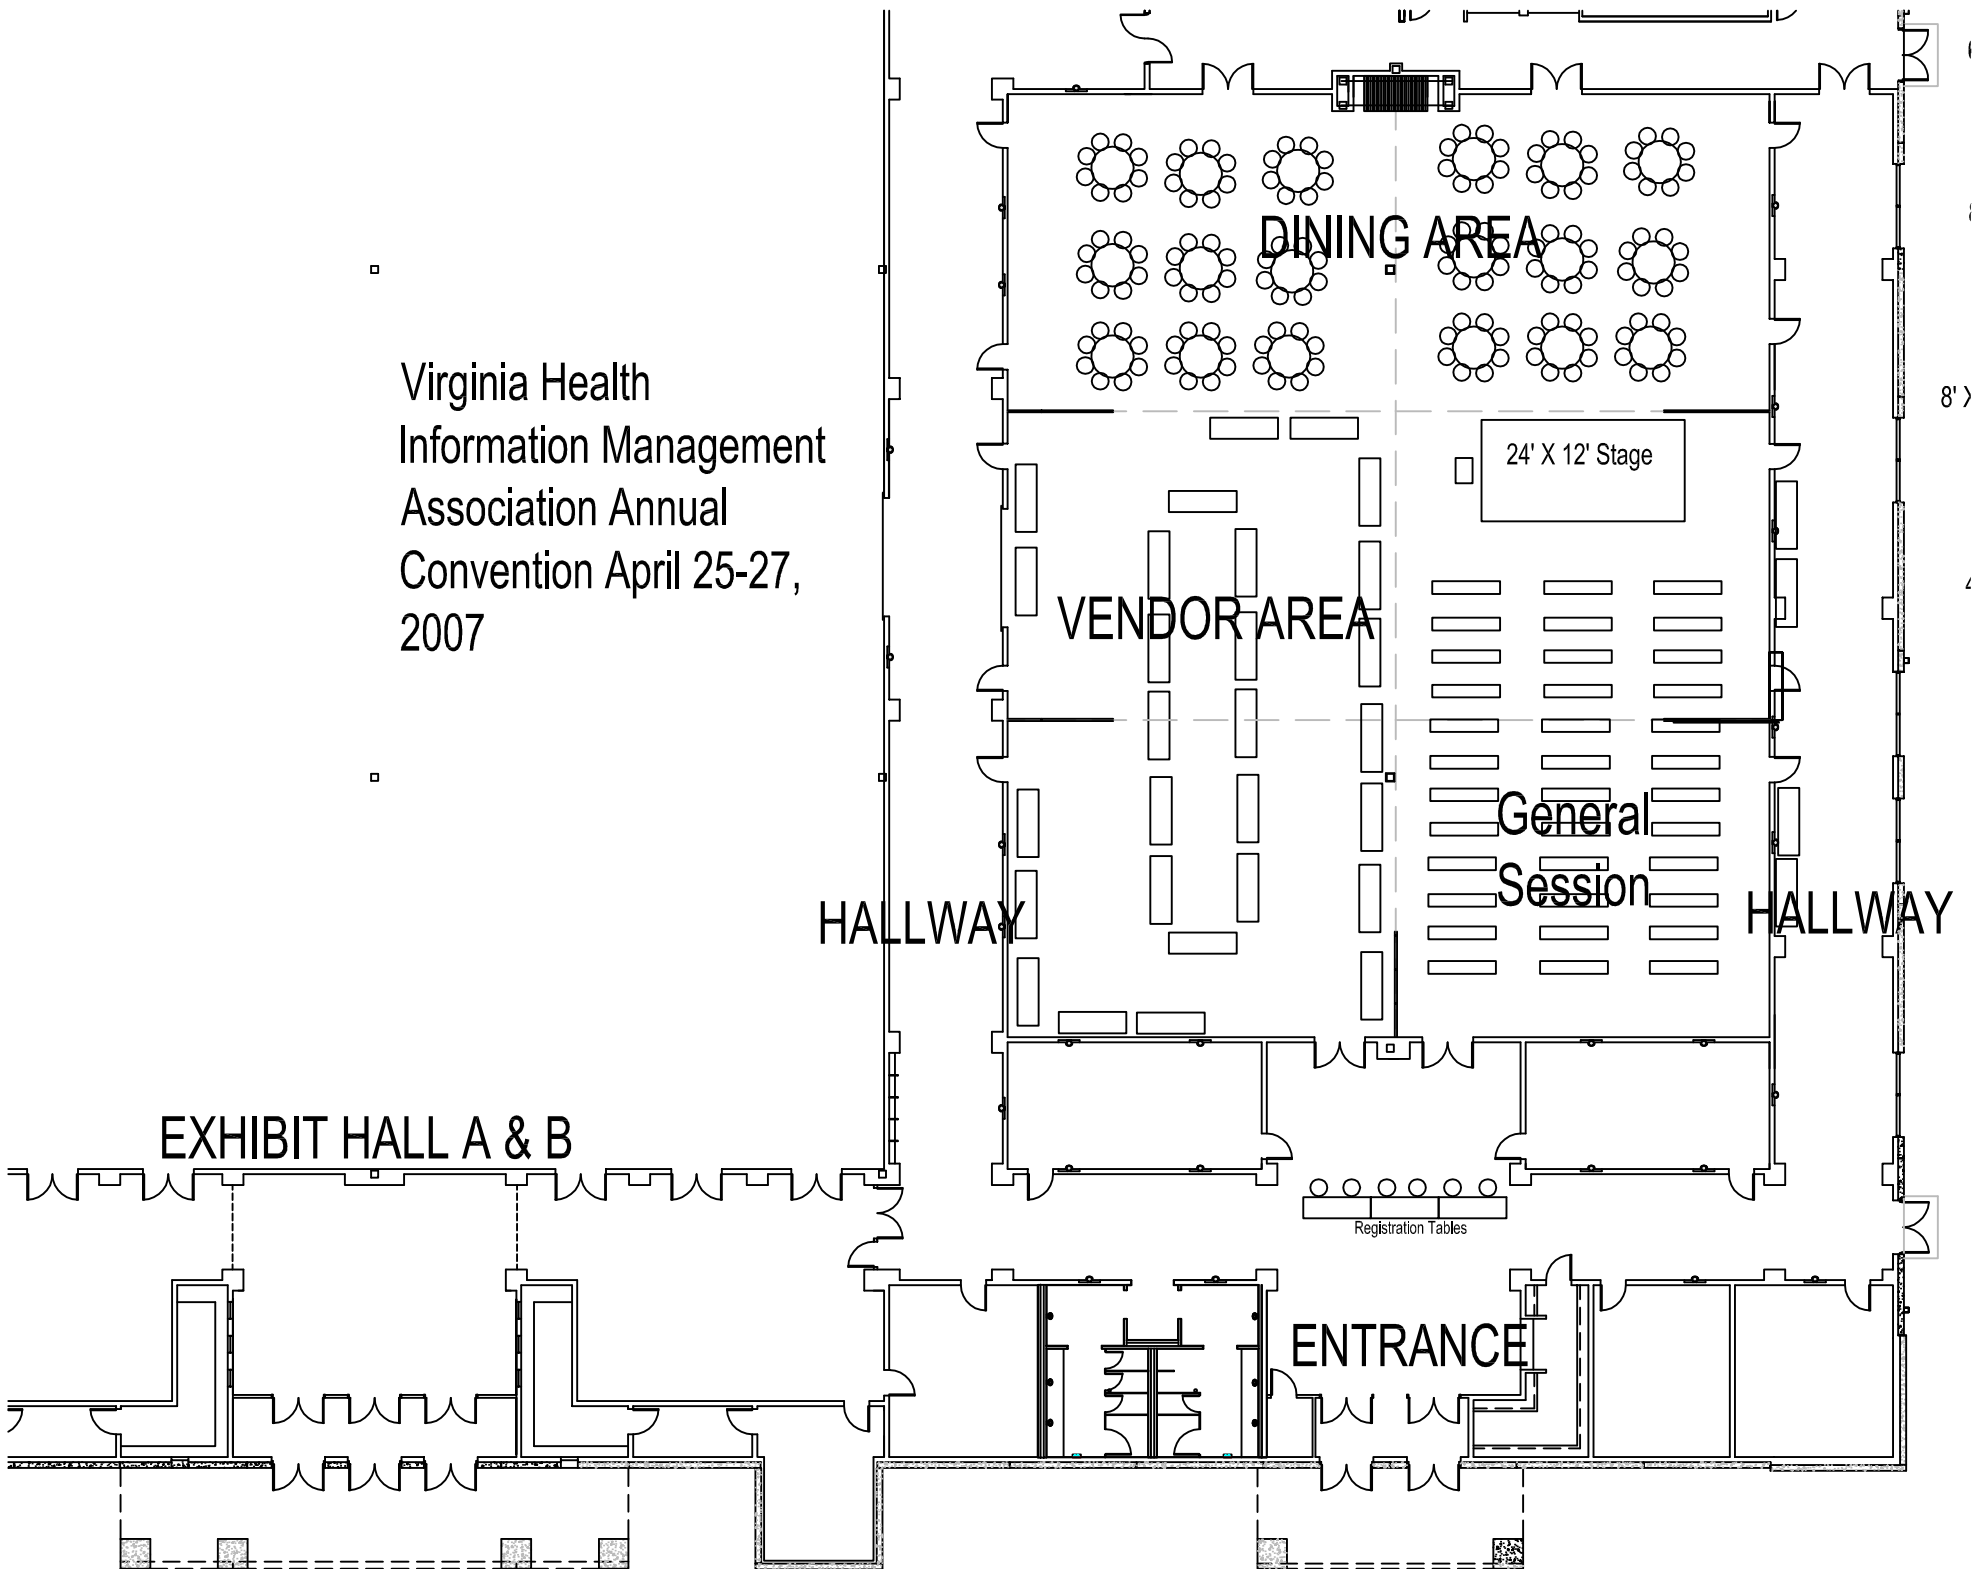 DINING AREA
Virginia Health
Information Management
Association Annual
Convention April 25-27,
2007
8' X
24' X 12' Stage
VENDOR AREA
General
Session
HALLWAY
HALLWAY
EXHIBIT HALL A & B
Registration Tables
ENTRANCE